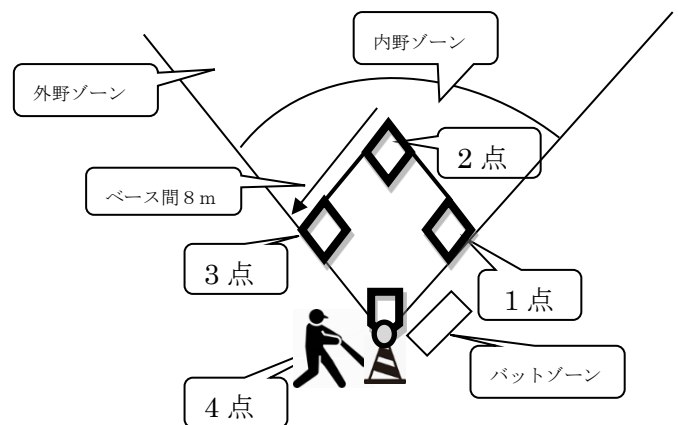 内野ゾーン
外野ゾーン
2点
ベース間8m
3点
1点
バットゾーン
4点